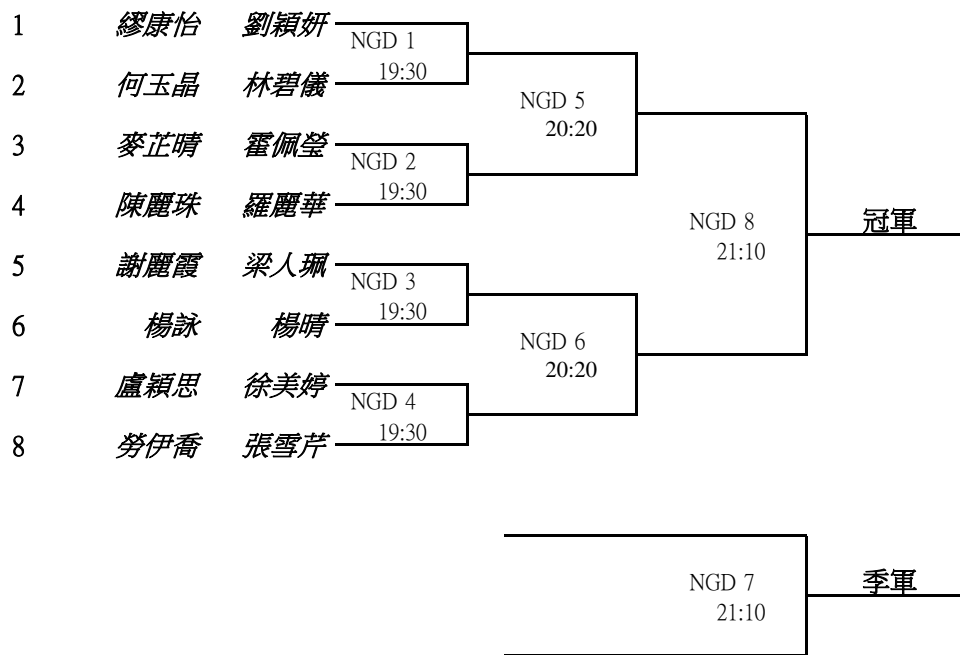 1 繆康怡 劉穎妍
NGD 1
19:30
2 何玉晶 林碧儀
NGD 5
20:20
3 麥芷晴 霍佩瑩
NGD 2
19:30
4 陳麗珠 羅麗華
NGD 8
21:10
冠軍
5 謝麗霞 梁人珮
NGD 3
19:30
6 楊詠 楊晴
NGD 6
20:20
7 盧穎思 徐美婷
NGD 4
19:30
8 勞伊喬 張雪芹
NGD 7
21:10
季軍